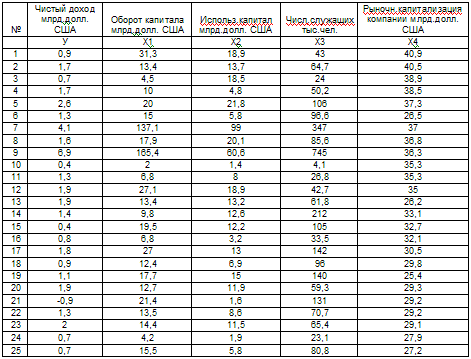 № Чистый доход млрд.долл. США Оборот капитала млрд.долл. США Использ.капитал млрд.долл. США Числ.служащих тыс.чел. Рыночн.капитализация компании млрд.долл. США
У Х1 Х2 Х3 Х4
1 0,9 31,3 18,9 43 40,9
2 1,7 13,4 13,7 64,7 40,5
3 0,7 4,5 18,5 24 38,9
4 1,7 10 4,8 50,2 38,5
5 2,6 20 21,8 106 37,3
6 1,3 15 5,8 96,6 26,5
7 4,1 137,1 99 347 37
8 1,6 17,9 20,1 85,6 36,8
9 6,9 165,4 60,6 745 36,3
10 0,4 2 1,4 4,1 35,3
11 1,3 6,8 8 26,8 35,3
12 1,9 27,1 18,9 42,7 35
13 1,9 13,4 13,2 61,8 26,2
14 1,4 9,8 12,6 212 33,1
15 0,4 19,5 12,2 105 32,7
16 0,8 6,8 3,2 33,5 32,1
17 1,8 27 13 142 30,5
18 0,9 12,4 6,9 96 29,8
19 1,1 17,7 15 140 25,4
20 1,9 12,7 11,9 59,3 29,3
21 -0,9 21,4 1,6 131 29,2
22 1,3 13,5 8,6 70,7 29,2
23 2 14,4 11,5 65,4 29,1
24 0,7 4,2 1,9 23,1 27,9
25 0,7 15,5 5,8 80,8 27,2